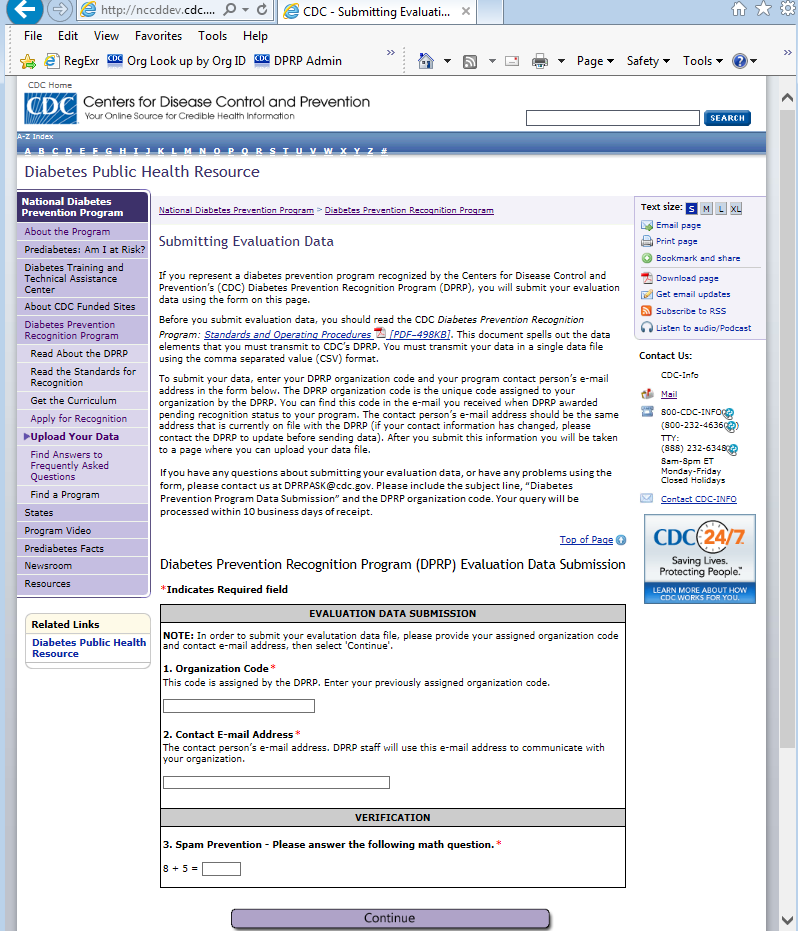 http://nccddev.cdc....
CDC - Submitting Evaluati...
File Edit View Favorites Tools Help
RegExr CDC Org Look up by Org ID CDC DPRP Admin
Page Safety Tools
CDC Home
CDC
Centers for Disease Control and Prevention
Your Online Source for Credible Health Information
SEARCH
A-Z Index
A B C D E F G H I J K L M N O P Q R S T U V W X Y Z #
Diabetes Public Health Resource
National Diabetes
Prevention Program
About the Program
Prediabetes: Am I at Risk?
Diabetes Training and
Technical Assistance
Center
About CDC Funded Sites
Diabetes Prevention
Recognition Program
Read About the DPRP
Read the Standards for
Recognition
Get the Curriculum
Apply for Recognition
Upload Your Data
Find Answers to
Frequently Asked
Questions
Find a Program
States
Program Video
Prediabetes Facts
Newsroom
Resources
Related Links
Diabetes Public Health
Resource
National Diabetes Prevention Program > Diabetes Prevention Recognition Program
Submitting Evaluation Data
If you represent a diabetes prevention program recognized by the Centers for Disease Control and
Prevention's (CDC) Diabetes Prevention Recognition Program (DPRP), you will submit your evaluation
data using the form on this page.
Before you submit evaluation data, you should read the CDC Diabetes Prevention Recognition
Program: Standards and Operating Procedures [PDF–498KB]. This document spells out the data
elements that you must transmit to CDC's DPRP. You must transmit your data in a single data file
using the comma separated value (CSV) format.
To submit your data, enter your DPRP organization code and your program contact person's e-mail
address in the form below. The DPRP organization code is the unique code assigned to your
organization by the DPRP. You can find this code in the e-mail you received when DPRP awarded
pending recognition status to your program. The contact person's e-mail address should be the same
address that is currently on file with the DPRP (if your contact information has changed, please
contact the DPRP to update before sending data). After you submit this information you will be taken
to a page where you can upload your data file.
If you have any questions about submitting your evaluation data, or have any problems using the
form, please contact us at DPRPASK@cdc.gov. Please include the subject line, "Diabetes
Prevention Program Data Submission" and the DPRP organization code. Your query will be
processed within 10 business days of receipt.
Top of Page
Diabetes Prevention Recognition Program (DPRP) Evaluation Data Submission
*Indicates Required field
EVALUATION DATA SUBMISSION
NOTE: In order to submit your evalutation data file, please provide your assigned organization code
and contact e-mail address, then select 'Continue'.
1. Organization Code *
This code is assigned by the DPRP. Enter your previously assigned organization code.
2. Contact E-mail Address *
The contact person's e-mail address. DPRP staff will use this e-mail address to communicate with
your organization.
VERIFICATION
3. Spam Prevention - Please answer the following math question. *
8 + 5 =
Continue
Text size: S M L XL
Email page
Print page
Bookmark and share
Download page
Get email updates
Subscribe to RSS
Listen to audio/Podcast
Contact Us:
CDC-Info
Mail
800-CDC-INFO
(800-232-4636)
TTY:
(888) 232-6348
8am-8pm ET
Monday-Friday
Closed Holidays
Contact CDC-INFO
CDC 24/7
Saving Lives.
Protecting People.™
LEARN MORE ABOUT HOW
CDC WORKS FOR YOU.